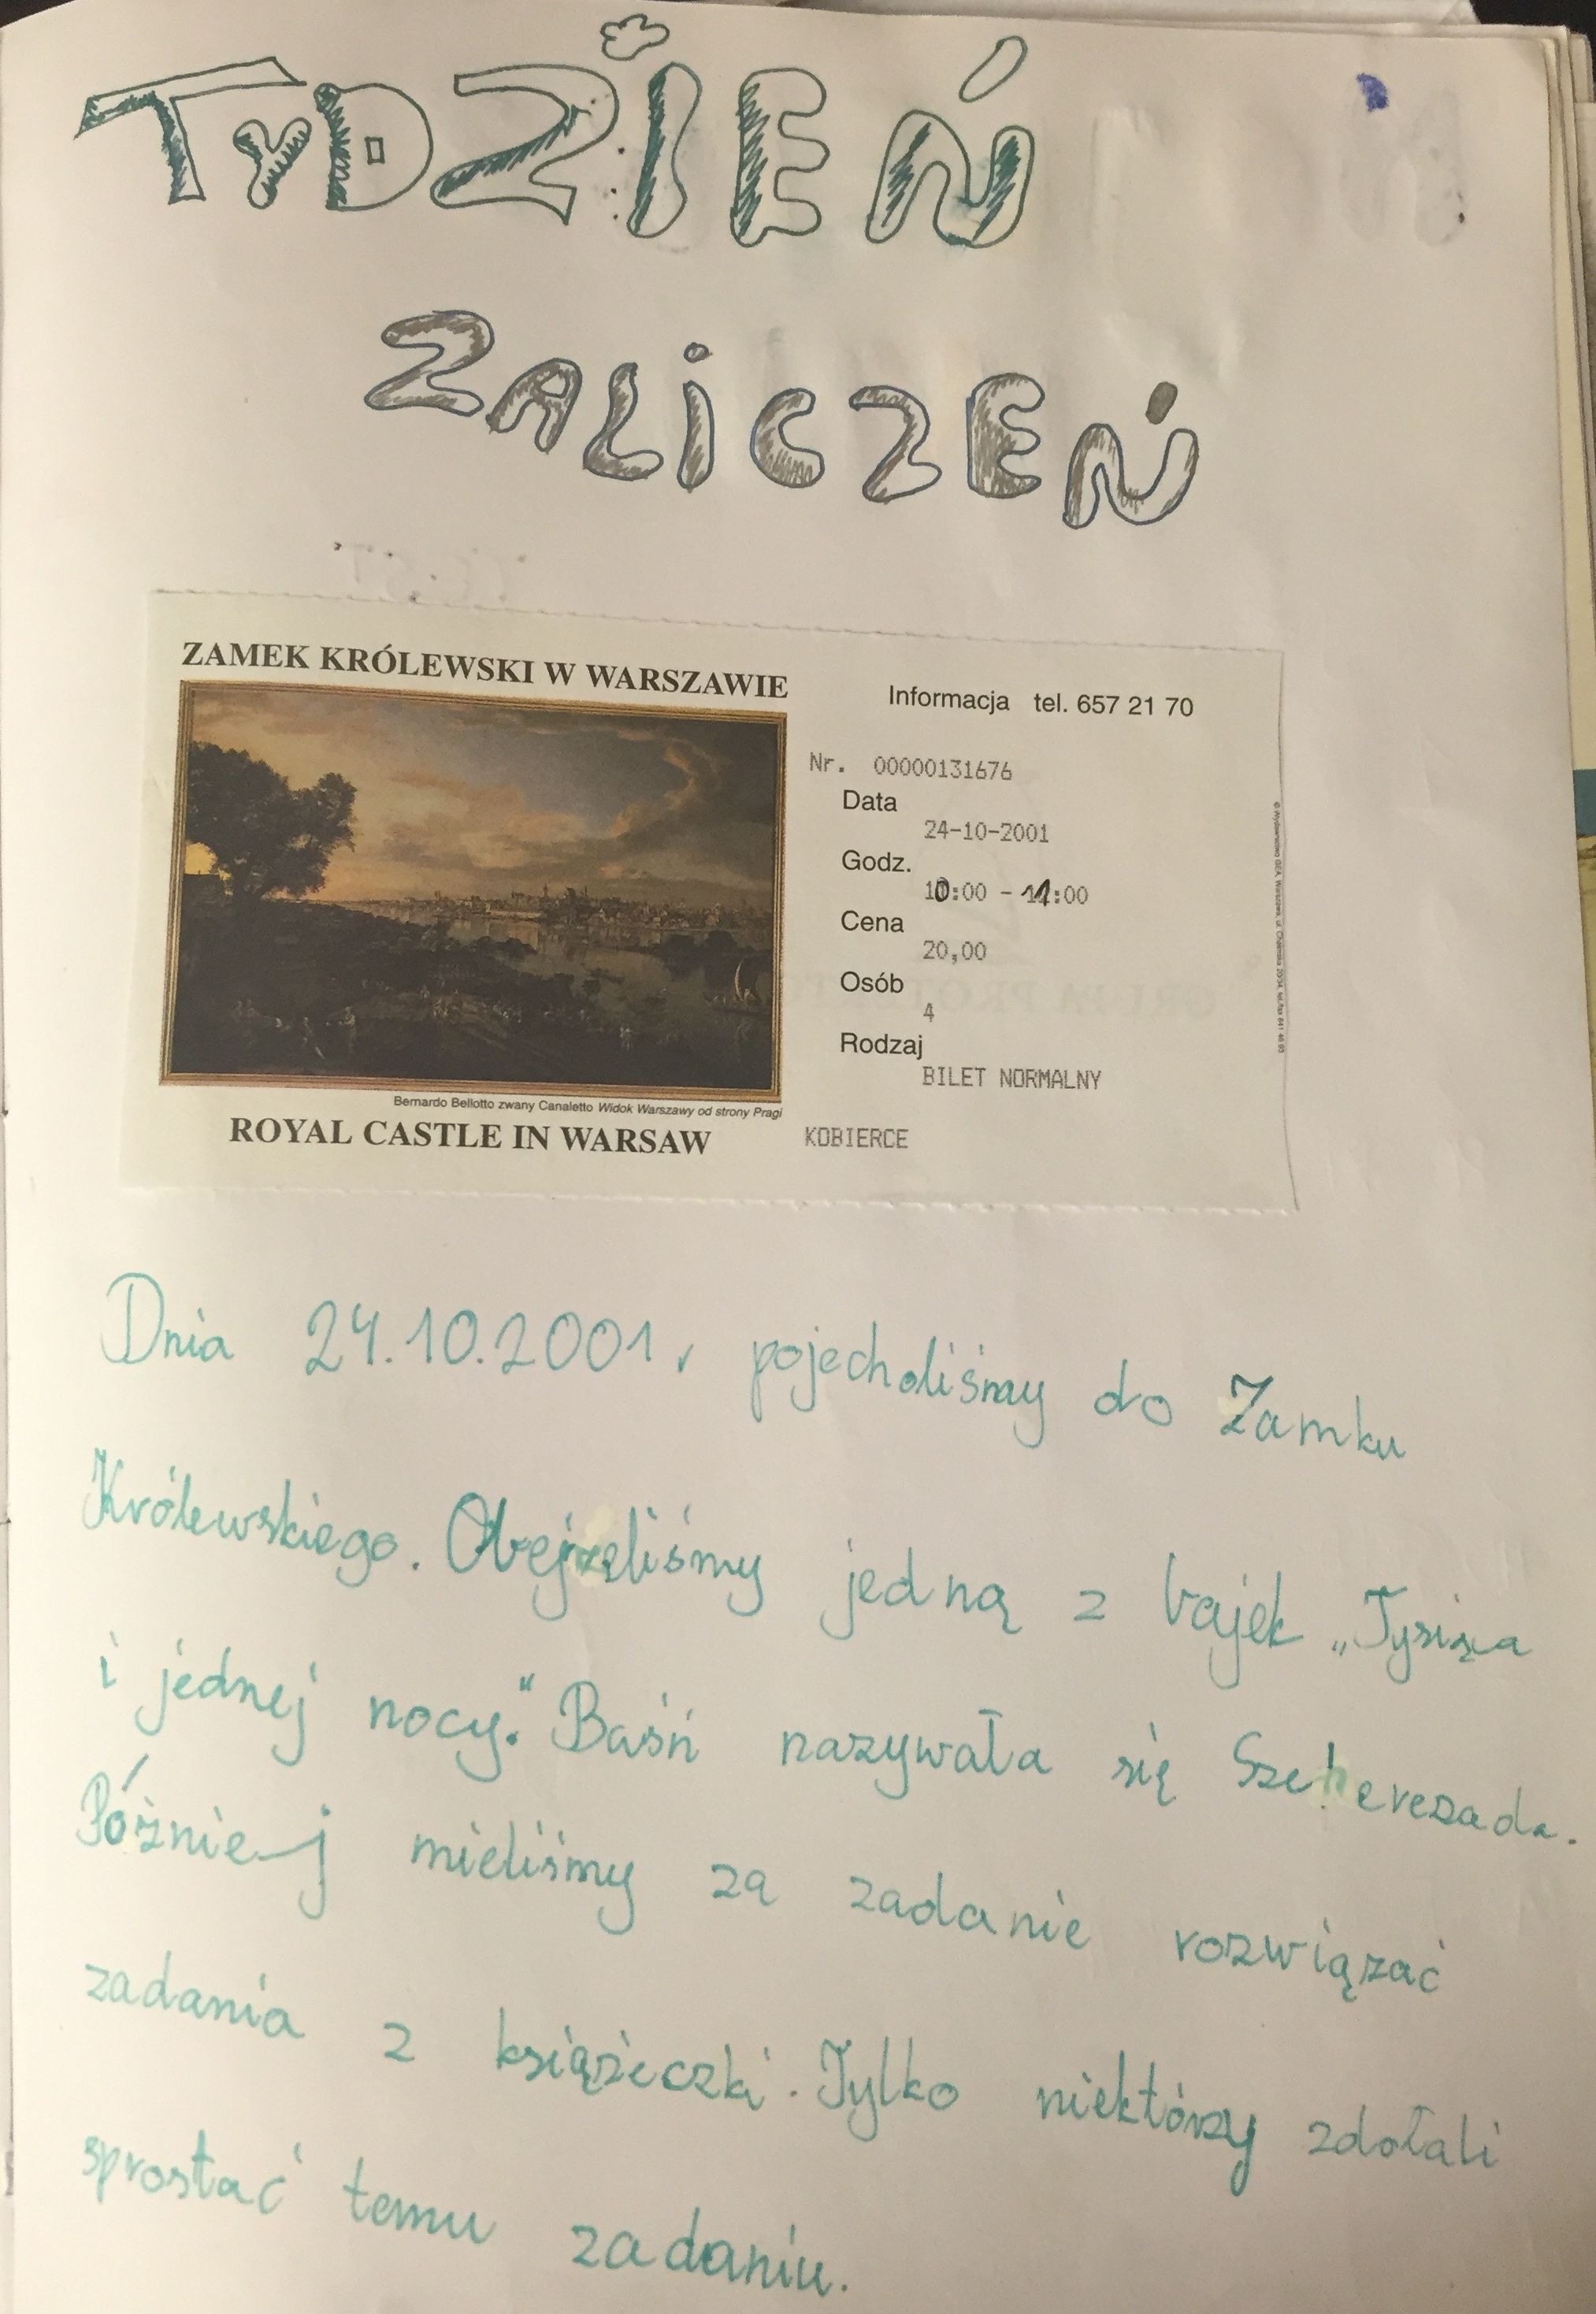 TYDZIEŃ
ZALICZEŃ
ZAMEK KRÓLEWSKI W WARSZAWIE
Bernardo Bellotto zwany Canaletto Widok Warszawy od strony Pragi
ROYAL CASTLE IN WARSAW
Informacja tel. 657 21 70
Nr. 00000131676
Data
24-10-2001
Godz.
10:00 - 11:00
Cena
20,00
Osób
4
Rodzaj
BILET NORMALNY
KOBIERCE
Dnia 24.10.2001r pojechaliśmy do Zamku
Królewskiego. Obejrzeliśmy jedną z bajek „Tysiąca
i jednej nocy." Baśń nazywała się Szeherezada.
Później mieliśmy za zadanie rozwiązać
zadania z książeczki. Tylko niektórzy zdołali
sprostać temu zadaniu.